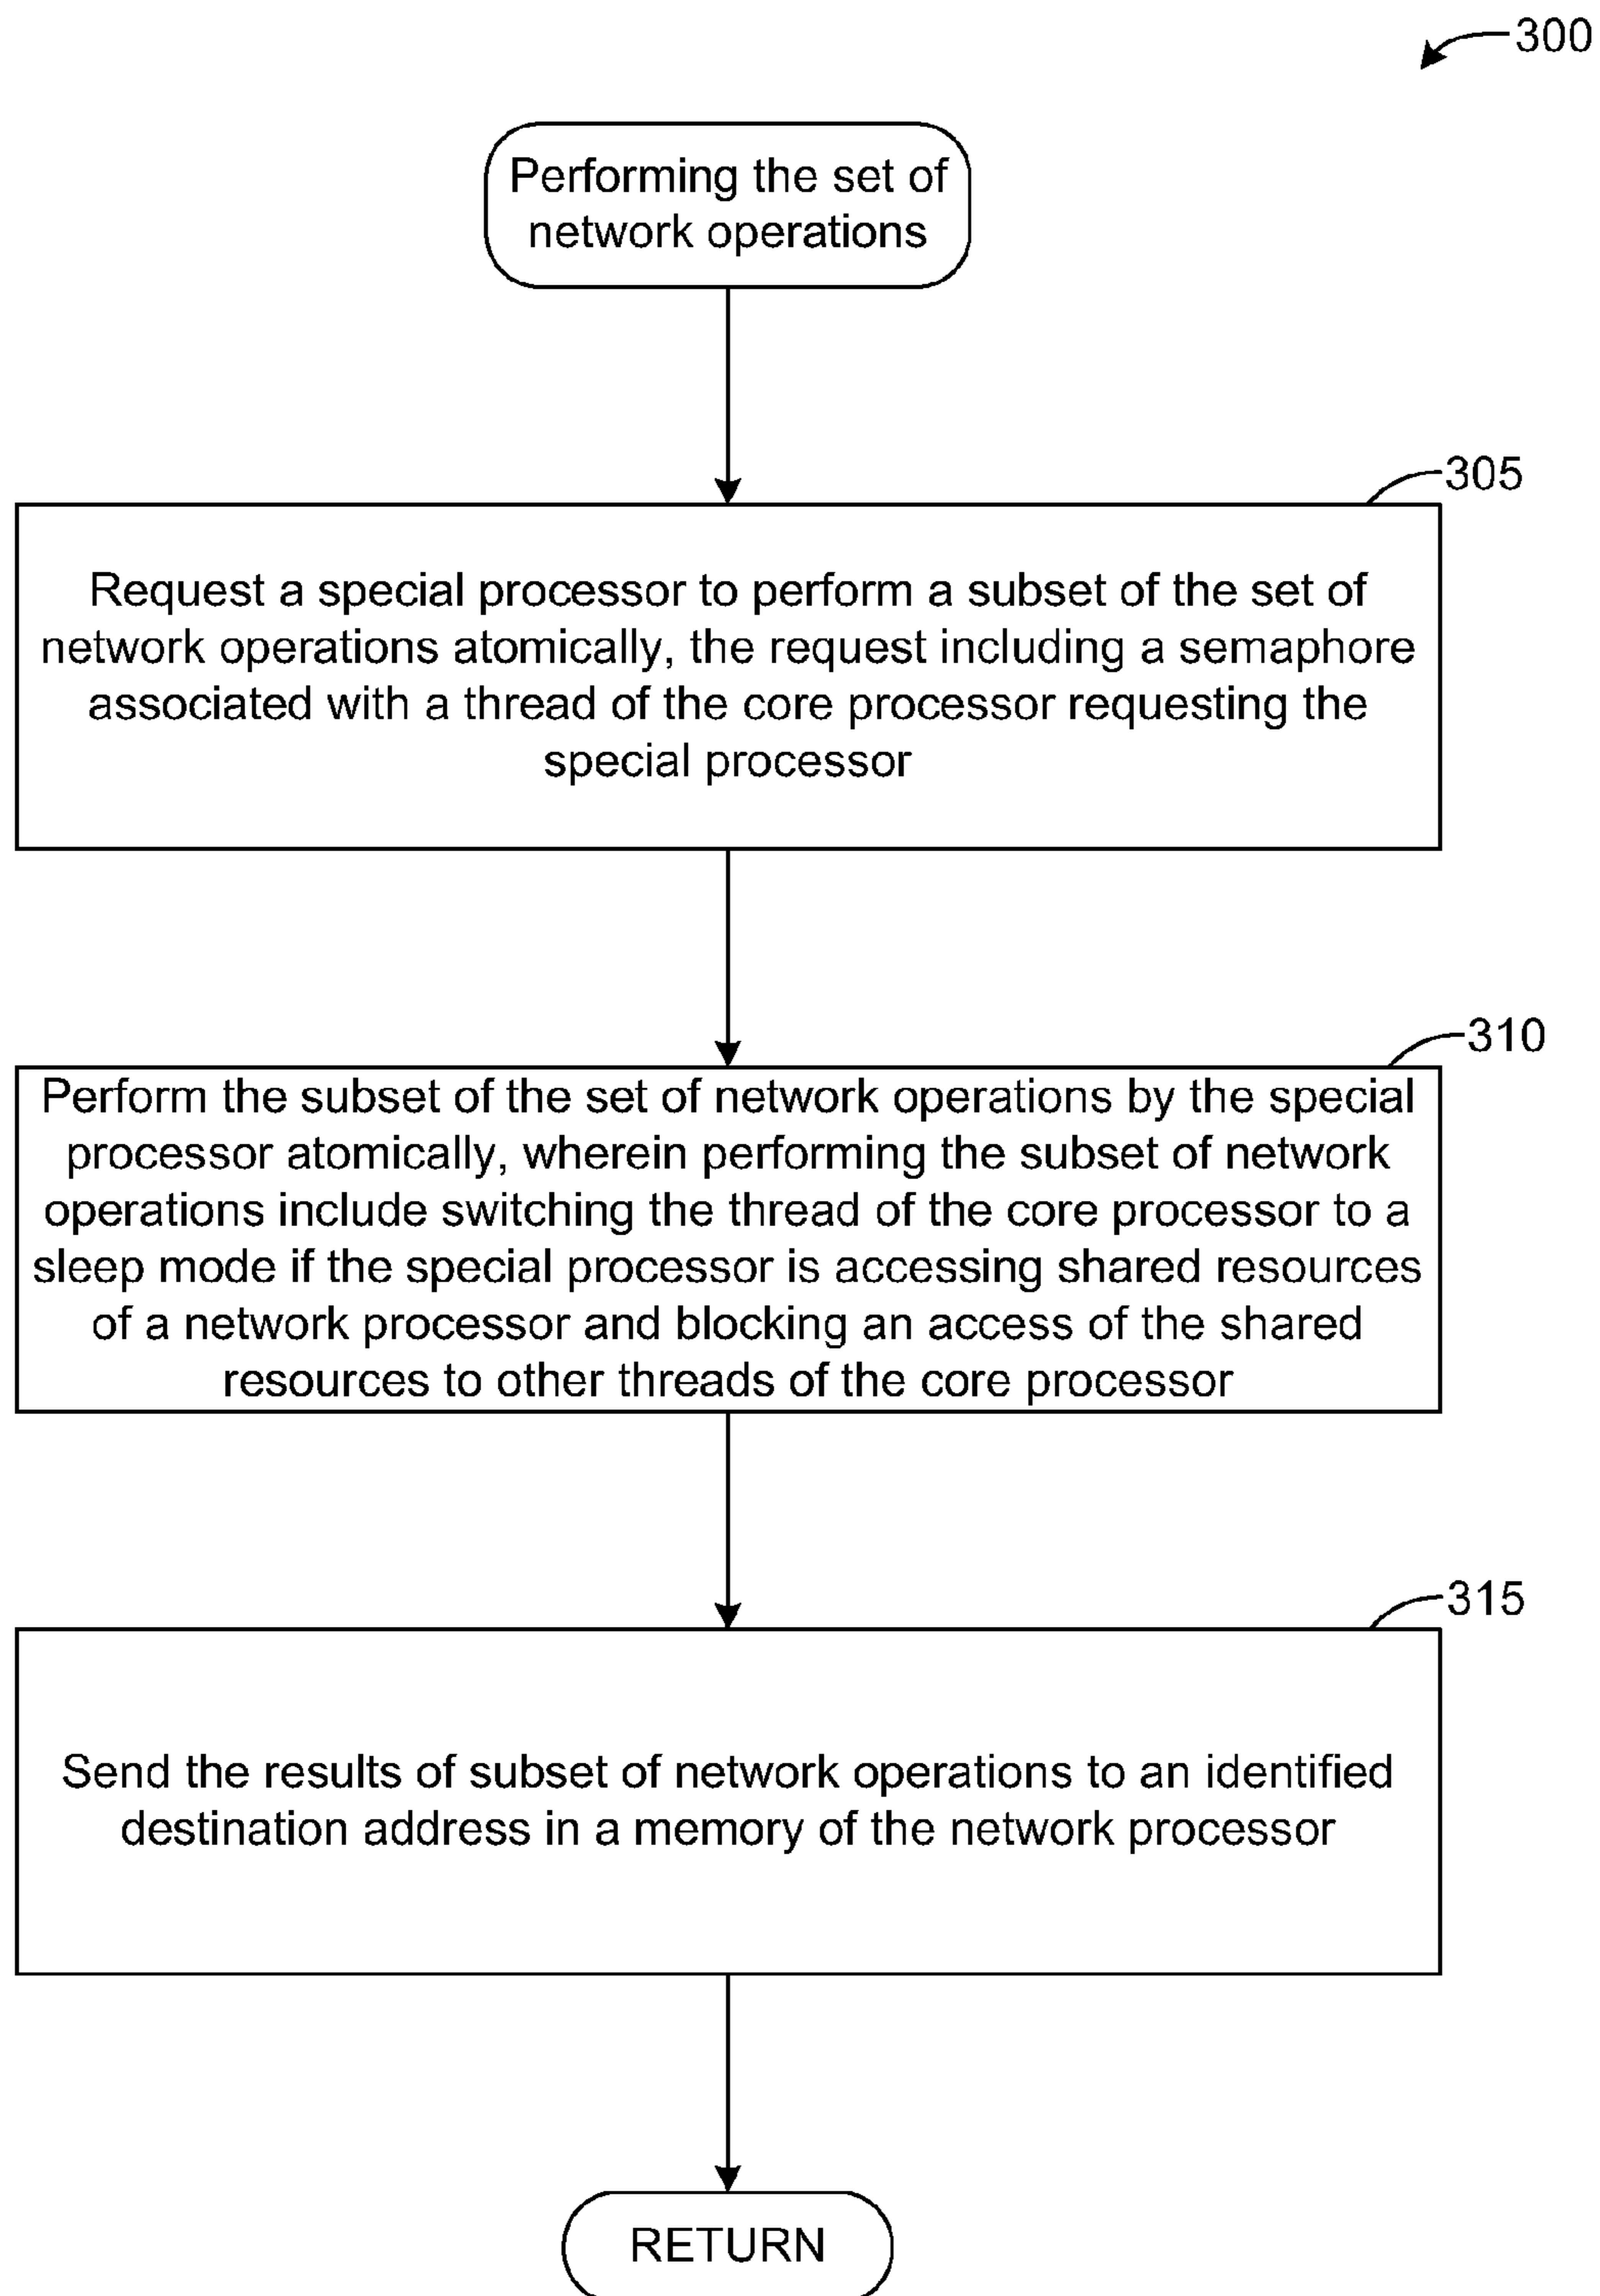 300
Performing the set of
network operations
305
Request a special processor to perform a subset of the set of
network operations atomically, the request including a semaphore
associated with a thread of the core processor requesting the
special processor
310
Perform the subset of the set of network operations by the special
processor atomically, wherein performing the subset of network
operations include switching the thread of the core processor to a
sleep mode if the special processor is accessing shared resources
of a network processor and blocking an access of the shared
resources to other threads of the core processor
315
Send the results of subset of network operations to an identified
destination address in a memory of the network processor
RETURN